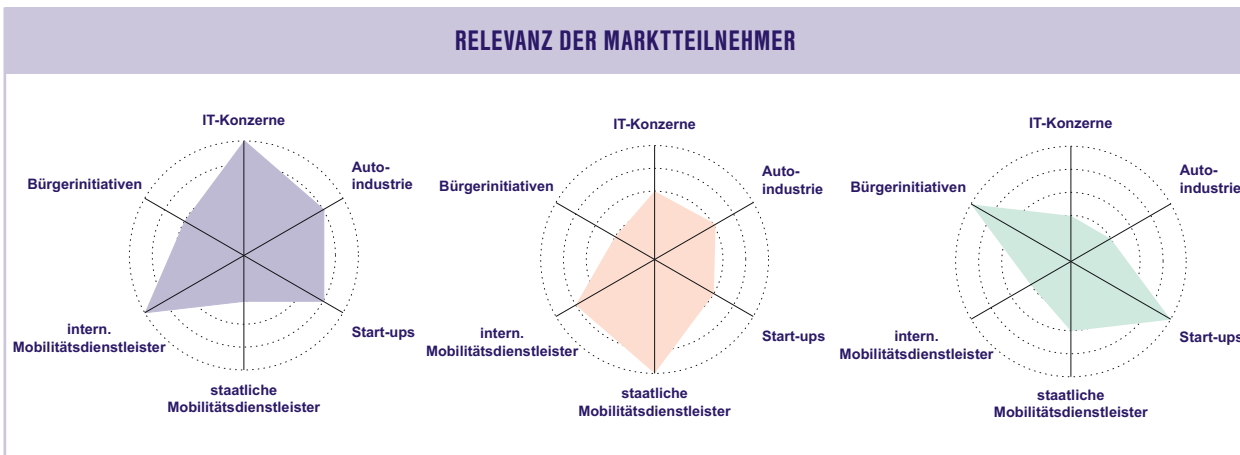 RELEVANZ DER MARKTTEILNEHMER
IT-Konzerne
Auto-
industrie
Start-ups
staatliche
Mobilitätsdienstleister
intern.
Mobilitätsdienstleister
Bürgerinitiativen
IT-Konzerne
Auto-
industrie
Start-ups
staatliche
Mobilitätsdienstleister
intern.
Mobilitätsdienstleister
Bürgerinitiativen
IT-Konzerne
Auto-
industrie
Start-ups
staatliche
Mobilitätsdienstleister
intern.
Mobilitätsdienstleister
Bürgerinitiativen